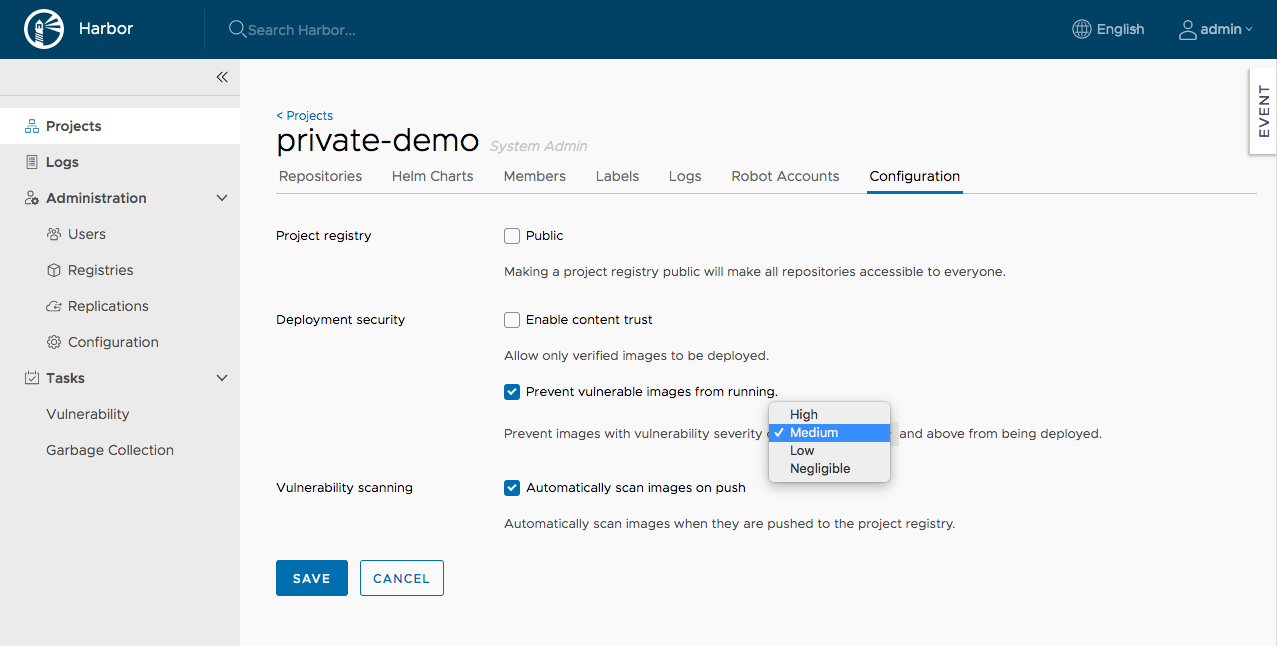 Harbor
Search Harbor...
English
admin
EVENT
Projects
Logs
Administration
Users
Registries
Replications
Configuration
Tasks
Vulnerability
Garbage Collection
< Projects
private-demo System Admin
Repositories Helm Charts Members Labels Logs Robot Accounts Configuration
Project registry
Public
Making a project registry public will make all repositories accessible to everyone.
Deployment security
Enable content trust
Allow only verified images to be deployed.
Prevent vulnerable images from running.
Prevent images with vulnerability severity and above from being deployed.
High
Medium
Low
Negligible
Vulnerability scanning
Automatically scan images on push
Automatically scan images when they are pushed to the project registry.
SAVE CANCEL